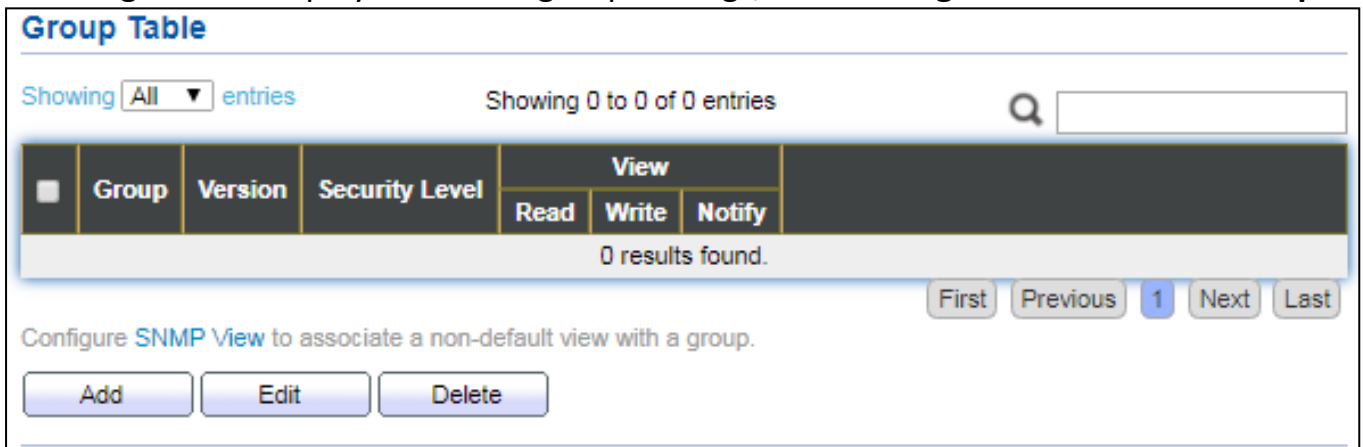 Group Table
Showing All entries Showing 0 to 0 of 0 entries
Group Version Security Level View
Read Write Notify
0 results found.
First Previous 1 Next Last
Configure SNMP View to associate a non-default view with a group.
Add Edit Delete